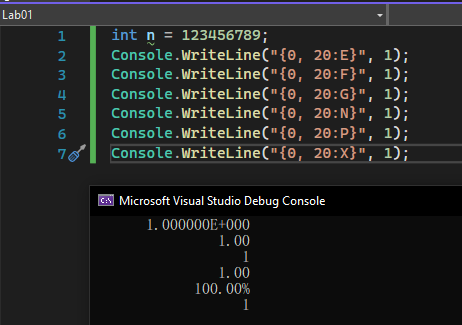 Lab01
1 int n = 123456789;
2 Console.WriteLine("{0, 20:E}", 1);
3 Console.WriteLine("{0, 20:F}", 1);
4 Console.WriteLine("{0, 20:G}", 1);
5 Console.WriteLine("{0, 20:N}", 1);
6 Console.WriteLine("{0, 20:P}", 1);
7 Console.WriteLine("{0, 20:X}", 1);
Microsoft Visual Studio Debug Console
1.000000E+000
1.00
1
1.00
100.00%
1